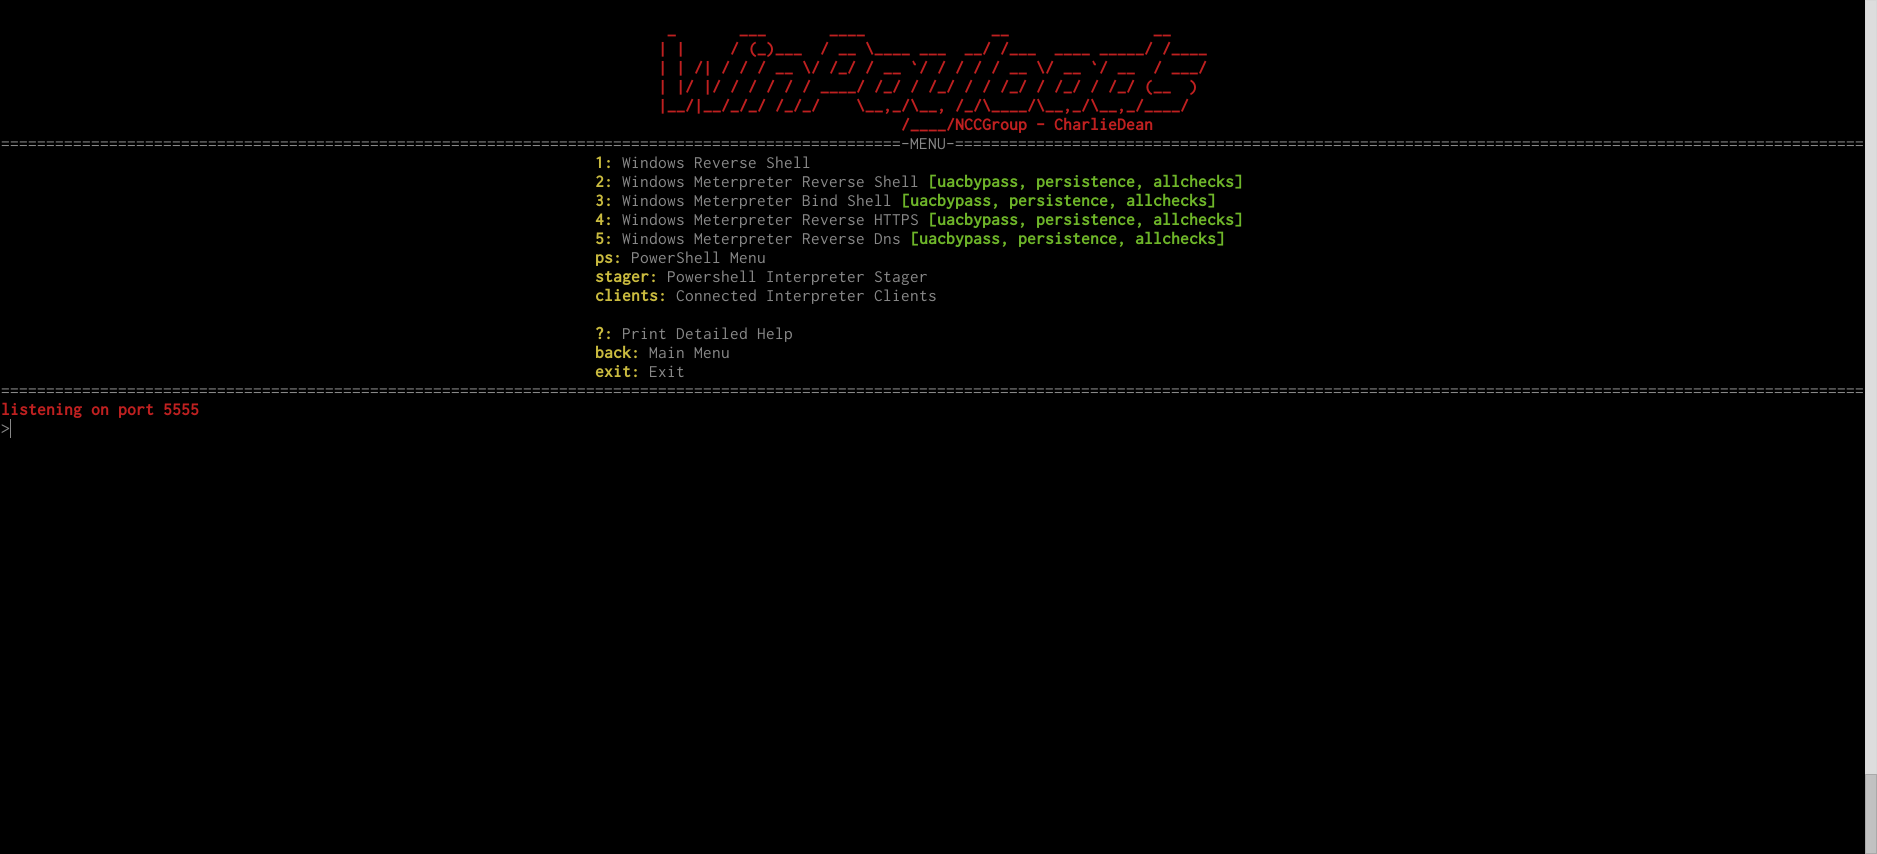 WinPayloads
NCCGroup - CharlieDean
-MENU-
1: Windows Reverse Shell
2: Windows Meterpreter Reverse Shell [uacbypass, persistence, allchecks]
3: Windows Meterpreter Bind Shell [uacbypass, persistence, allchecks]
4: Windows Meterpreter Reverse HTTPS [uacbypass, persistence, allchecks]
5: Windows Meterpreter Reverse Dns [uacbypass, persistence, allchecks]
ps: PowerShell Menu
stager: Powershell Interpreter Stager
clients: Connected Interpreter Clients
?: Print Detailed Help
back: Main Menu
exit: Exit
listening on port 5555
>